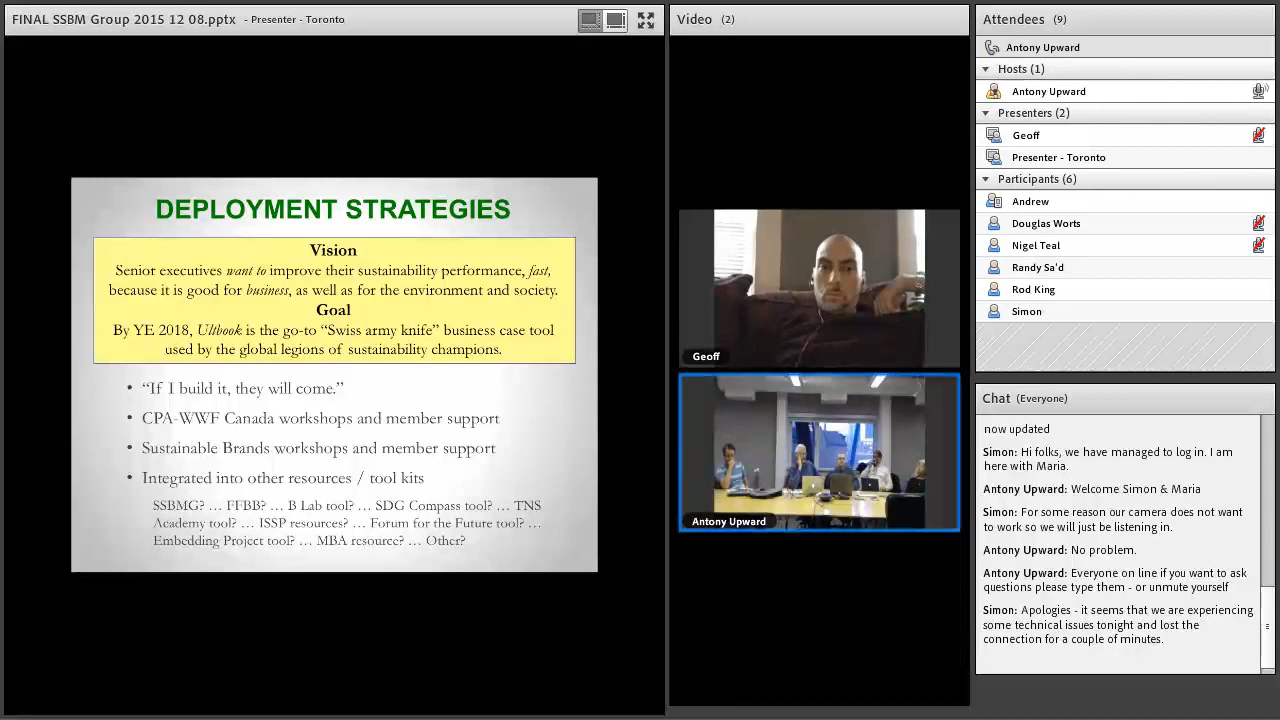 FINAL SSBM Group 2015 12 08.pptx - Presenter - Toronto
DEPLOYMENT STRATEGIES
Vision
Senior executives want to improve their sustainability performance, fast,
because it is good for business, as well as for the environment and society.
Goal
By YE 2018, Ultbook is the go-to “Swiss army knife” business case tool
used by the global legions of sustainability champions.
• “If I build it, they will come.”
• CPA-WWF Canada workshops and member support
• Sustainable Brands workshops and member support
• Integrated into other resources / tool kits
SSBMG? … FFBB? … B Lab tool? … SDG Compass tool? … TNS
Academy tool? … ISSP resources? … Forum for the Future tool? …
Embedding Project tool? … MBA resource? … Other?
Video (2)
Geoff
Antony Upward
Attendees (9)
Antony Upward
Hosts (1)
Antony Upward
Presenters (2)
Geoff
Presenter - Toronto
Participants (6)
Andrew
Douglas Worts
Nigel Teal
Randy Sa'd
Rod King
Simon
Chat (Everyone)
now updated
Simon: Hi folks, we have managed to log in. I am
here with Maria.
Antony Upward: Welcome Simon & Maria
Simon: For some reason our camera does not want
to work so we will just be listening in.
Antony Upward: No problem.
Antony Upward: Everyone on line if you want to ask
questions please type them - or unmute yourself
Simon: Apologies - it seems that we are experiencing
some technical issues tonight and lost the
connection for a couple of minutes.